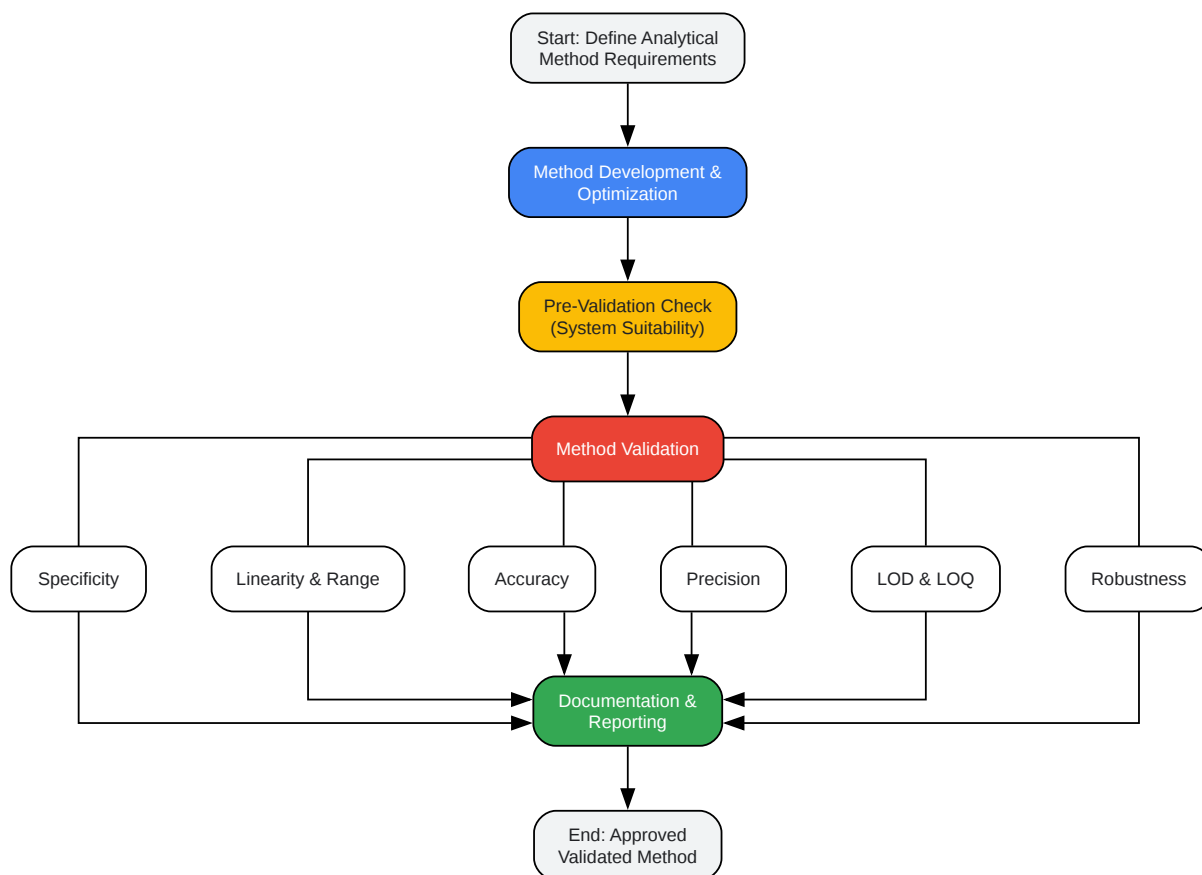 Start: Define Analytical
Method Requirements
Method Development &
Optimization
Pre-Validation Check
(System Suitability)
Method Validation
Specificity
Linearity & Range
Accuracy
Precision
LOD & LOQ
Robustness
Documentation &
Reporting
End: Approved
Validated Method